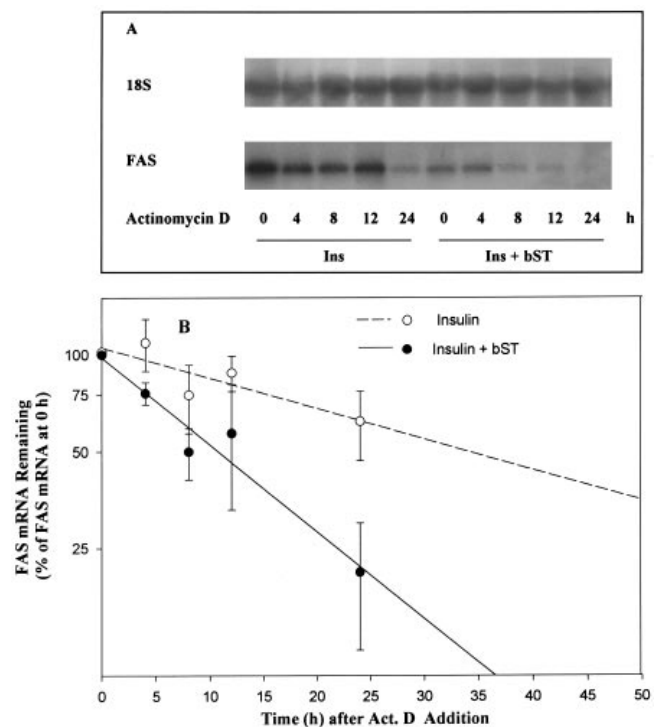 A
18S
FAS
Actinomycin D 0 4 8 12 24 0 4 8 12 24 h
Ins Ins + bST
B
Insulin
Insulin + bST
100
75
50
25
FAS mRNA Remaining
(% of FAS mRNA at 0 h)
0 5 10 15 20 25 30 35 40 45 50
Time (h) after Act. D Addition